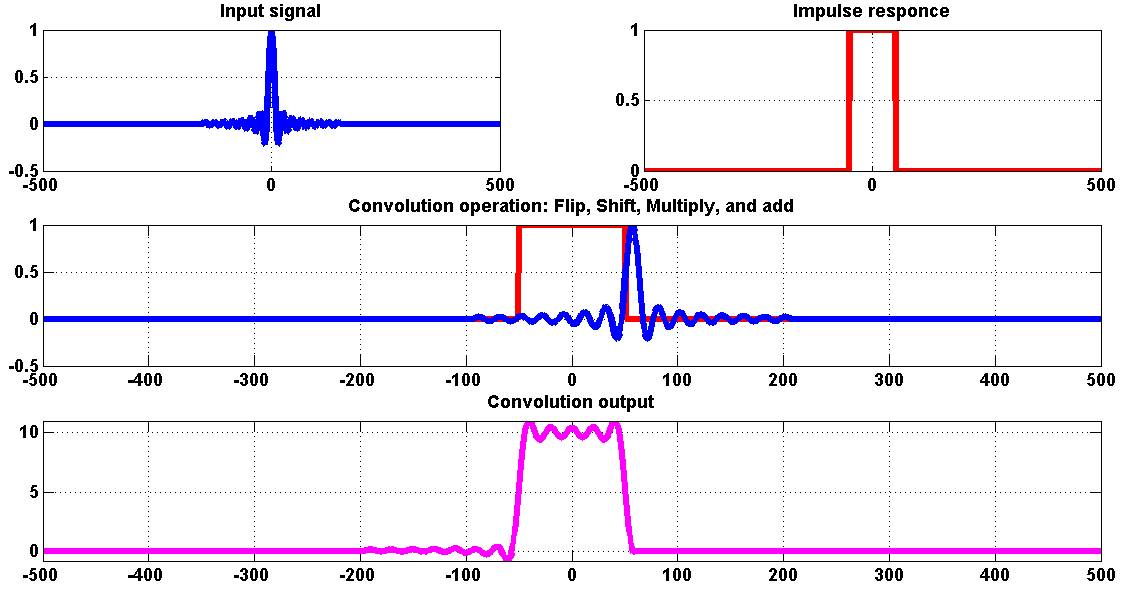 Input signal
Impulse responce
1
0.5
0
-0.5
-500 0 500
1
0.5
0
-500 0 500
Convolution operation: Flip, Shift, Multiply, and add
1
0.5
0
-0.5
-500 -400 -300 -200 -100 0 100 200 300 400 500
Convolution output
10
5
0
-500 -400 -300 -200 -100 0 100 200 300 400 500